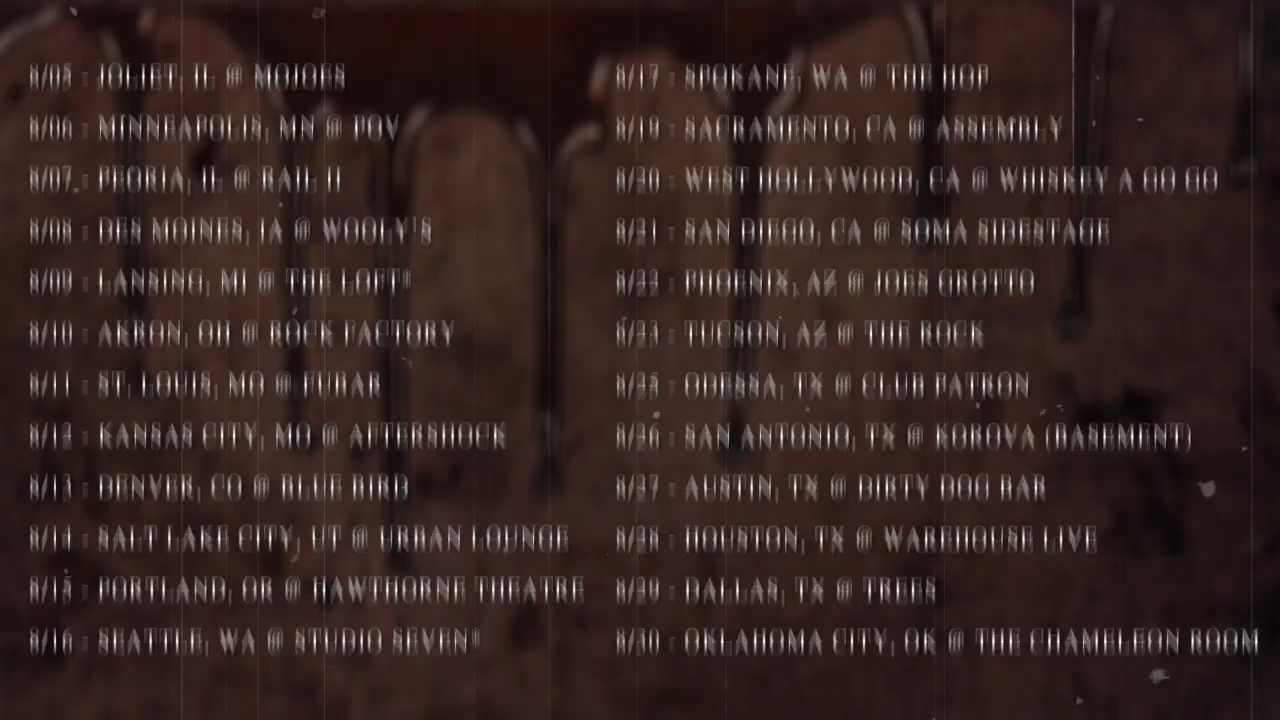 8/05 : JOLIET, IL @ MOJOES
8/06 : MINNEAPOLIS, MN @ POV
8/07 : PEORIA, IL @ RAIL II
8/08 : DES MOINES, IA @ WOOLY'S
8/09 : LANSING, MI @ THE LOFT*
8/10 : AKRON, OH @ ROCK FACTORY
8/11 : ST. LOUIS, MO @ FUBAR
8/12 : KANSAS CITY, MO @ AFTERSHOCK
8/13 : DENVER, CO @ BLUE BIRD
8/14 : SALT LAKE CITY, UT @ URBAN LOUNGE
8/15 : PORTLAND, OR @ HAWTHORNE THEATRE
8/16 : SEATTLE, WA @ STUDIO SEVEN*
8/17 : SPOKANE, WA @ THE HOP
8/19 : SACRAMENTO, CA @ ASSEMBLY
8/20 : WEST HOLLYWOOD, CA @ WHISKEY A GO GO
8/21 : SAN DIEGO, CA @ SOMA SIDESTAGE
8/22 : PHOENIX, AZ @ JOES GROTTO
8/23 : TUCSON, AZ @ THE ROCK
8/25 : ODESSA, TX @ CLUB PATRON
8/26 : SAN ANTONIO, TX @ KOROVA (BASEMENT)
8/27 : AUSTIN, TX @ DIRTY DOG BAR
8/28 : HOUSTON, TX @ WAREHOUSE LIVE
8/29 : DALLAS, TX @ TREES
8/30 : OKLAHOMA CITY, OK @ THE CHAMELEON ROOM